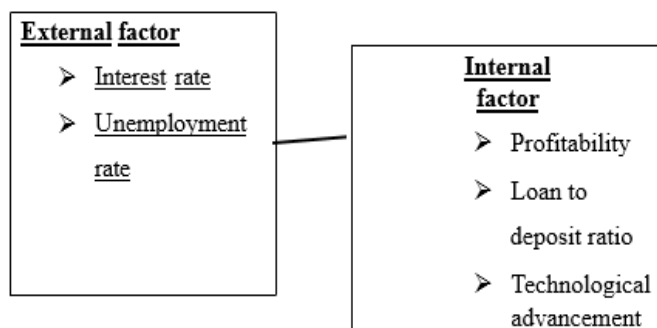 External factor
➢ Interest rate
➢ Unemployment
rate
Internal
factor
➢ Profitability
➢ Loan to
deposit ratio
➢ Technological
advancement